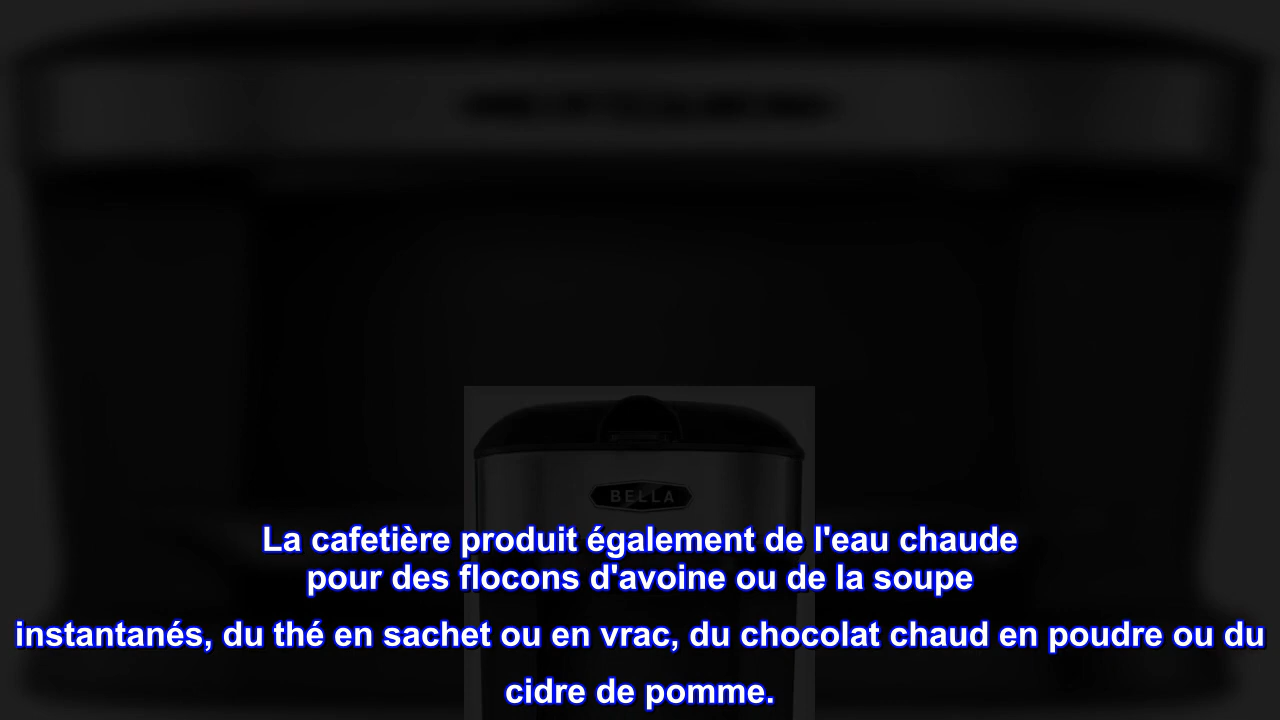 BELLA
La cafetière produit également de l'eau chaude
pour des flocons d'avoine ou de la soupe
instantanés, du thé en sachet ou en vrac, du chocolat chaud en poudre ou du
cidre de pomme.